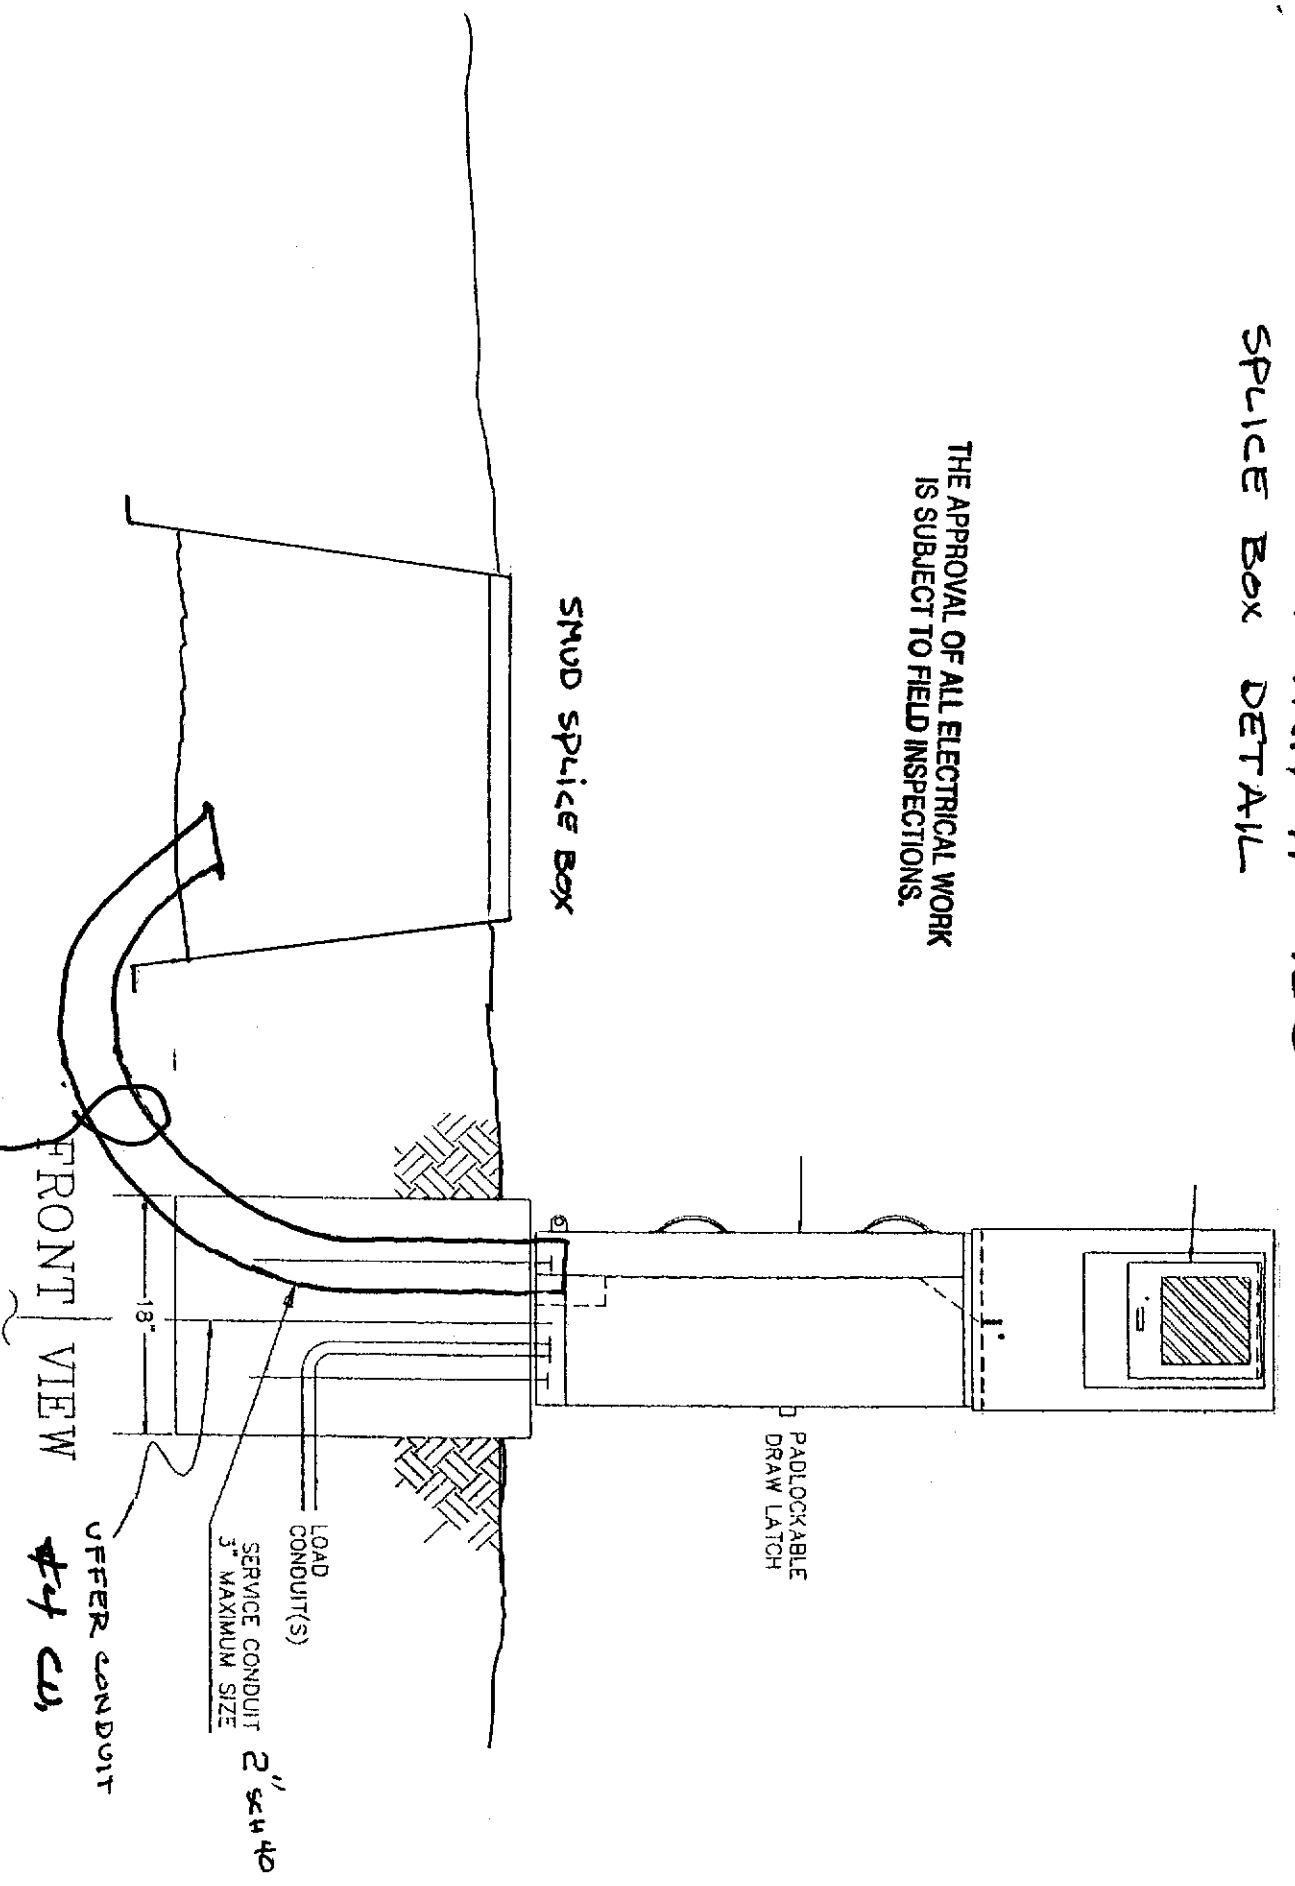 SPLICE BOX DETAIL
THE APPROVAL OF ALL ELECTRICAL WORK
IS SUBJECT TO FIELD INSPECTIONS.
SMUD SPLICE BOX
PADLOCKABLE
DRAW LATCH
LOAD
CONDUIT(S)
SERVICE CONDUIT 2" SCH 40
3" MAXIMUM SIZE
18"
UFFER CONDUIT
#4 CU,
FRONT VIEW